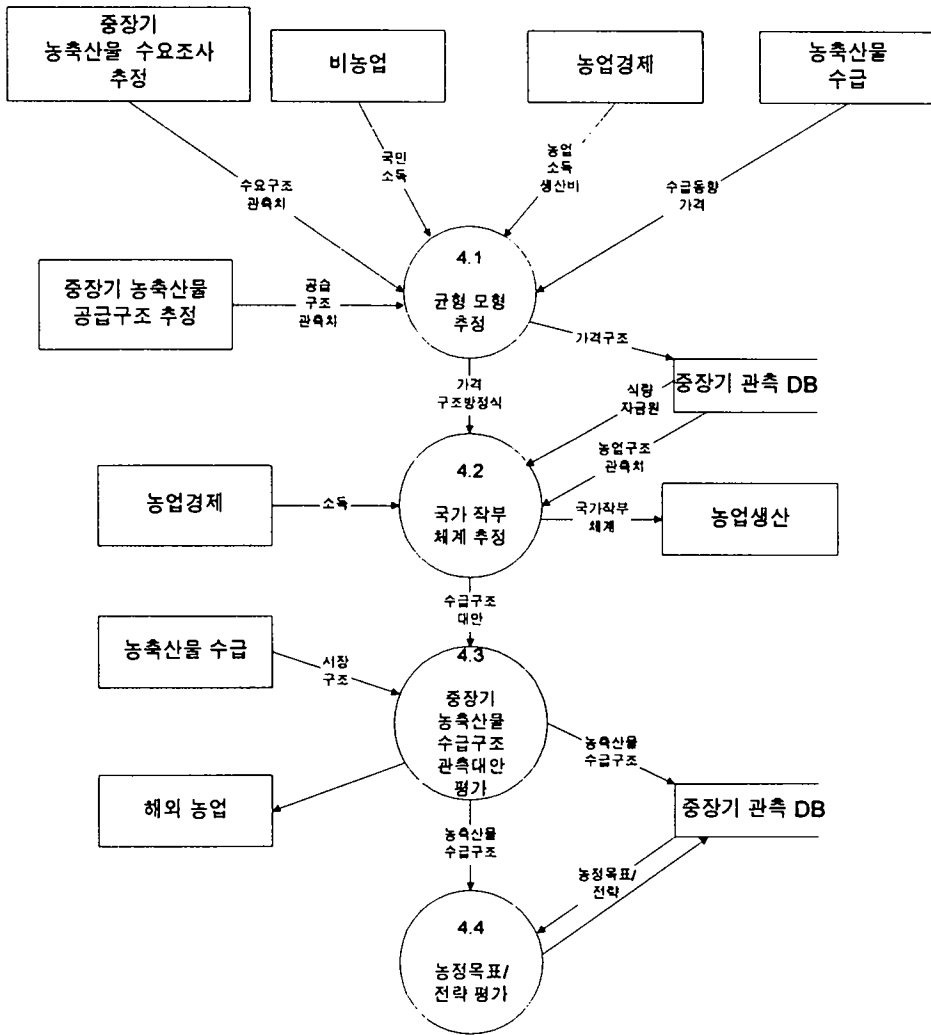 중장기
농축산물 수요조사
추정
비농업
농업경제
농축산물
수급
국민
소득
농업
소득
생산비
수요구조
관측치
수급동향
가격
4.1
균형 모형
추정
중장기 농축산물
공급구조 추정
공급
구조
관측치
가격구조
중장기 관측 DB
가격
구조방정식
식량
자급원
농업구조
관측치
4.2
국가 작부
체계 추정
농업경제
소득
국가작부
체계
농업생산
수급구조
대안
농축산물 수급
시장
구조
4.3
중장기
농축산물
수급구조
관측대안
평가
농축산물
수급구조
해외 농업
중장기 관측 DB
농축산물
수급구조
농정목표/
전략
4.4
농정목표/
전략 평가